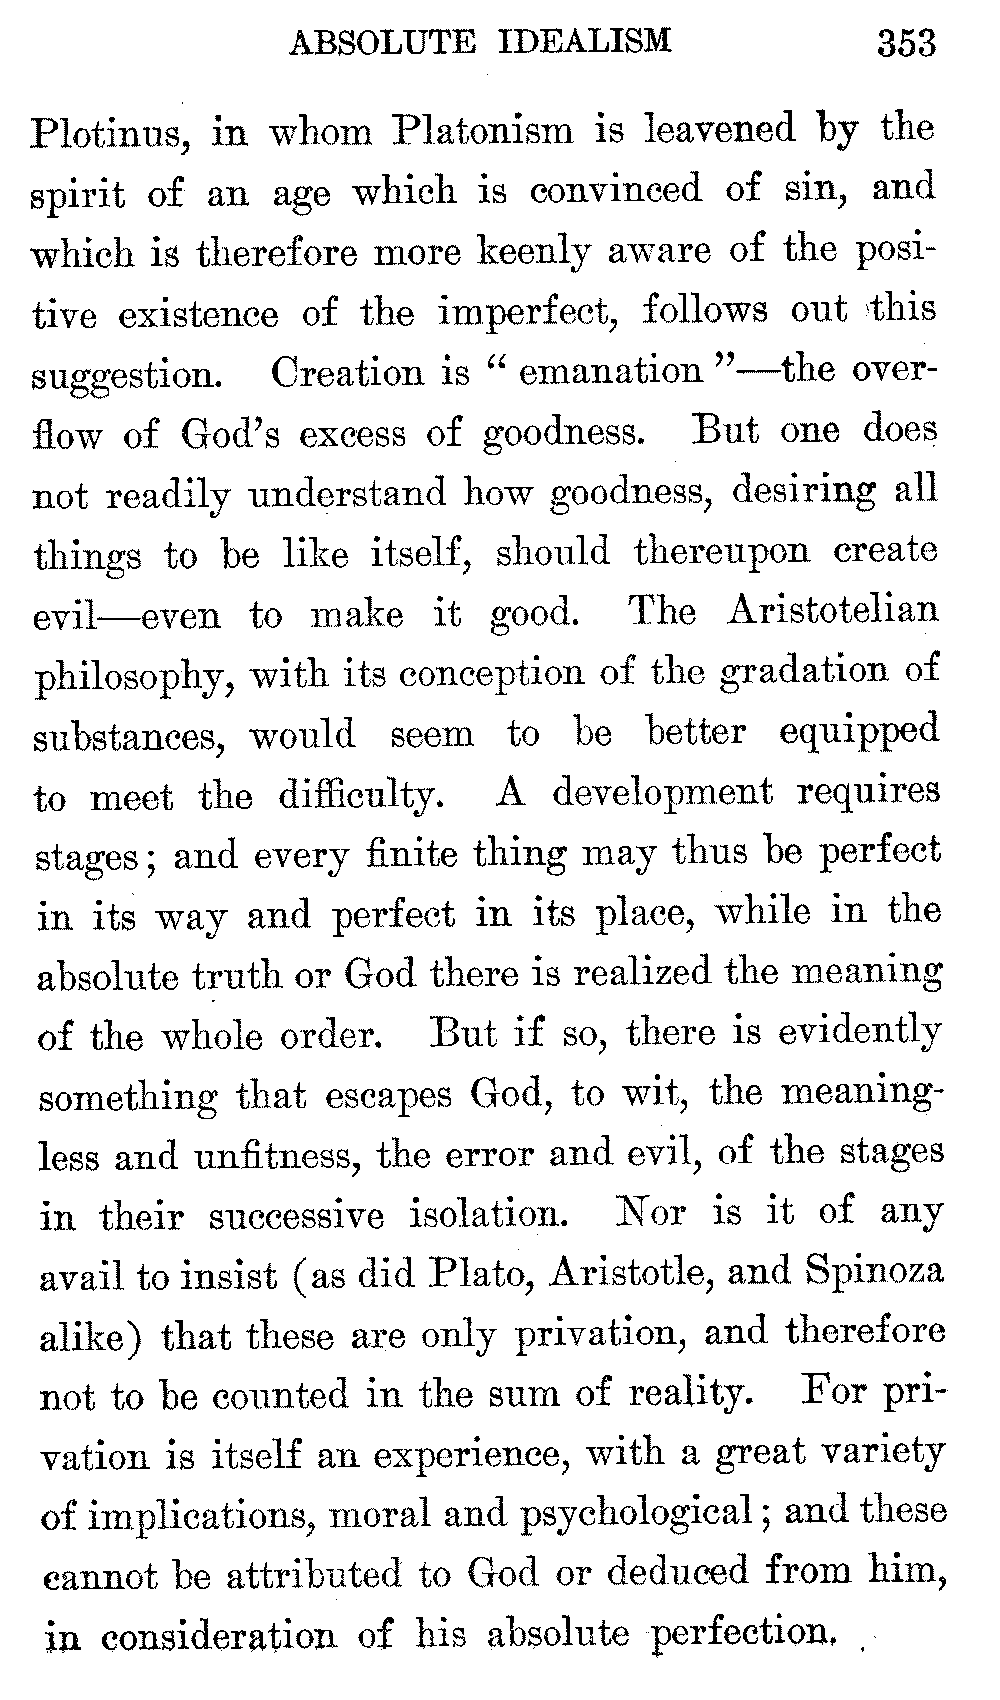 ABSOLUTE IDEALISM 353
Plotinus, in whom Platonism is leavened by the
spirit of an age which is convinced of sin, and
which is therefore more keenly aware of the posi-
tive existence of the imperfect, follows out this
suggestion. Creation is “ emanation ”—the over-
flow of God’s excess of goodness. But one does
not readily understand how goodness, desiring all
things to be like itself, should thereupon create
evil—even to make it good. The Aristotelian
philosophy, with its conception of the gradation of
substances, would seem to be better equipped
to meet the difficulty. A development requires
stages; and every finite thing may thus be perfect
in its way and perfect in its place, while in the
absolute truth or God there is realized the meaning
of the whole order. But if so, there is evidently
something that escapes God, to wit, the meaning-
less and unfitness, the error and evil, of the stages
in their successive isolation. Nor is it of any
avail to insist (as did Plato, Aristotle, and Spinoza
alike) that these are only privation, and therefore
not to be counted in the sum of reality. For pri-
vation is itself an experience, with a great variety
of implications, moral and psychological; and these
cannot be attributed to God or deduced from him,
in consideration of his absolute perfection.